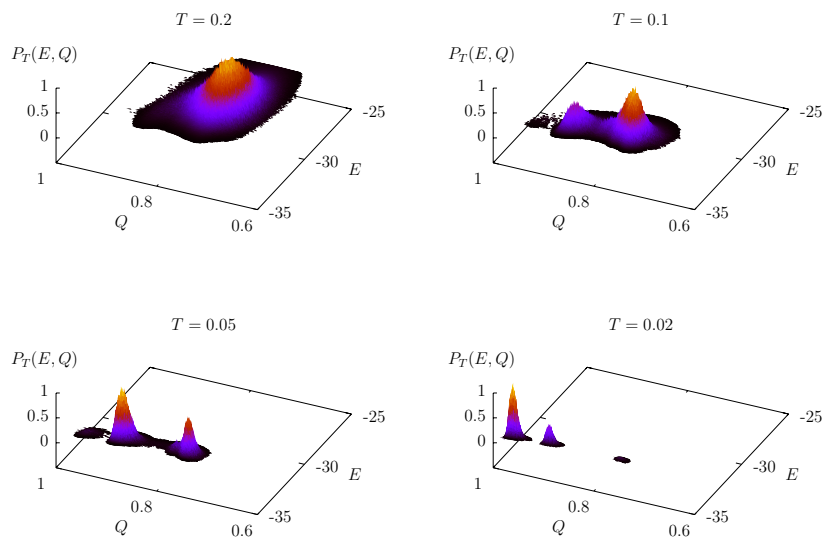 T = 0.2
P_T(E, Q)
1
0.5
0
1
0.8
Q
0.6
-35
-30
E
-25
T = 0.1
P_T(E, Q)
1
0.5
0
1
0.8
Q
0.6
-35
-30
E
-25
T = 0.05
P_T(E, Q)
1
0.5
0
1
0.8
Q
0.6
-35
-30
E
-25
T = 0.02
P_T(E, Q)
1
0.5
0
1
0.8
Q
0.6
-35
-30
E
-25